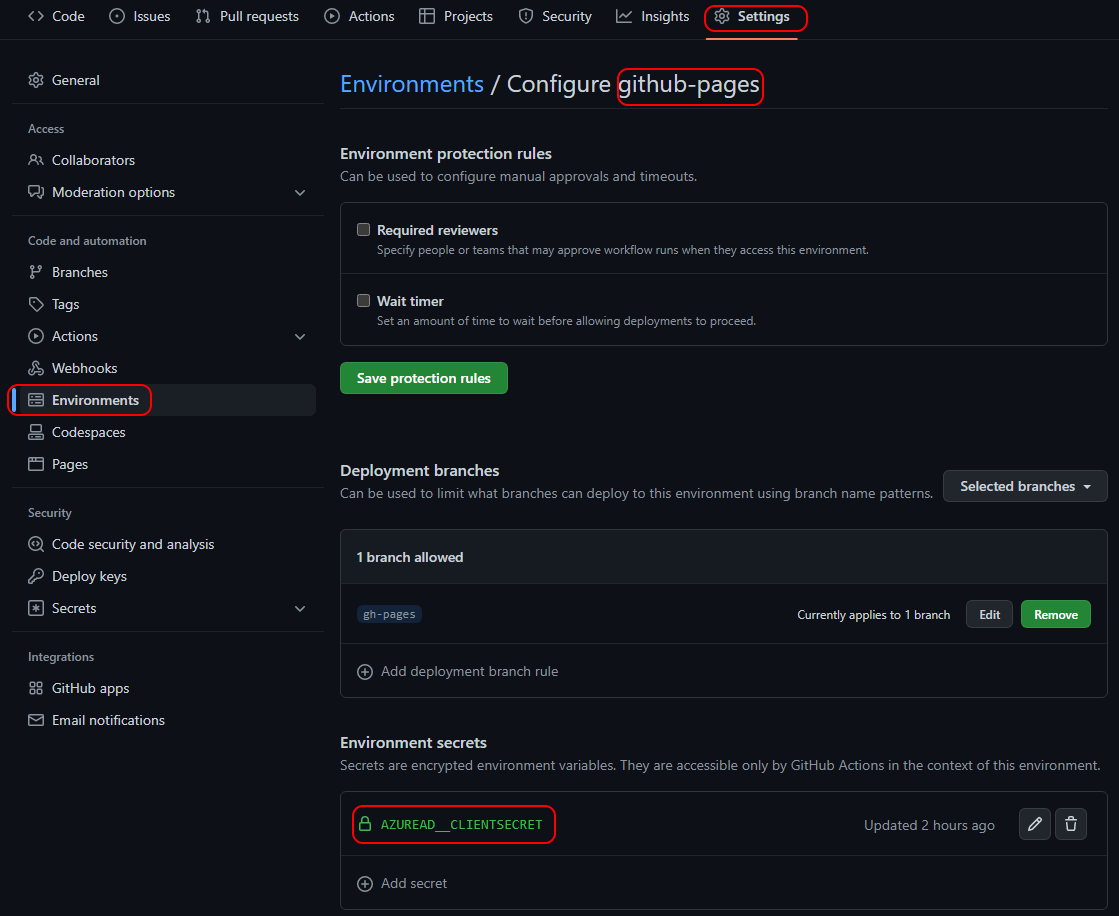 Code Issues Pull requests Actions Projects Security Insights Settings
General
Access
Collaborators
Moderation options
Code and automation
Branches
Tags
Actions
Webhooks
Environments
Codespaces
Pages
Security
Code security and analysis
Deploy keys
Secrets
Integrations
GitHub apps
Email notifications
Environments / Configure github-pages
Environment protection rules
Can be used to configure manual approvals and timeouts.
Required reviewers
Specify people or teams that may approve workflow runs when they access this environment.
Wait timer
Set an amount of time to wait before allowing deployments to proceed.
Save protection rules
Deployment branches
Can be used to limit what branches can deploy to this environment using branch name patterns.
Selected branches
1 branch allowed
gh-pages Currently applies to 1 branch Edit Remove
Add deployment branch rule
Environment secrets
Secrets are encrypted environment variables. They are accessible only by GitHub Actions in the context of this environment.
AZUREAD__CLIENTSECRET Updated 2 hours ago
Add secret